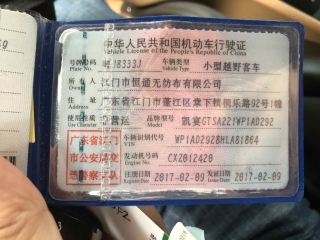 中华人民共和国机动车行驶证
Vehicle License of the People's Republic of China
号牌号码 J8333J 车辆类型 小型越野客车
Plate No. Vehicle Type
所有人 江门市恒通无纺布有限公司
Owner
住址 广东省江门市蓬江区棠下镇俱乐路92号1幢
Address
使用性质 非营运 品牌型号 凯宴GTSA221WP1AD292
Use Character Model
广东省江
门市公安
局交
警察支队
车辆识别代号 WP1AD2928HLA81864
VIN
发动机号码 CXZ012420
Engine No.
注册日期 2017-02-09 发证日期 2017-02-09
Register Date Issue Date